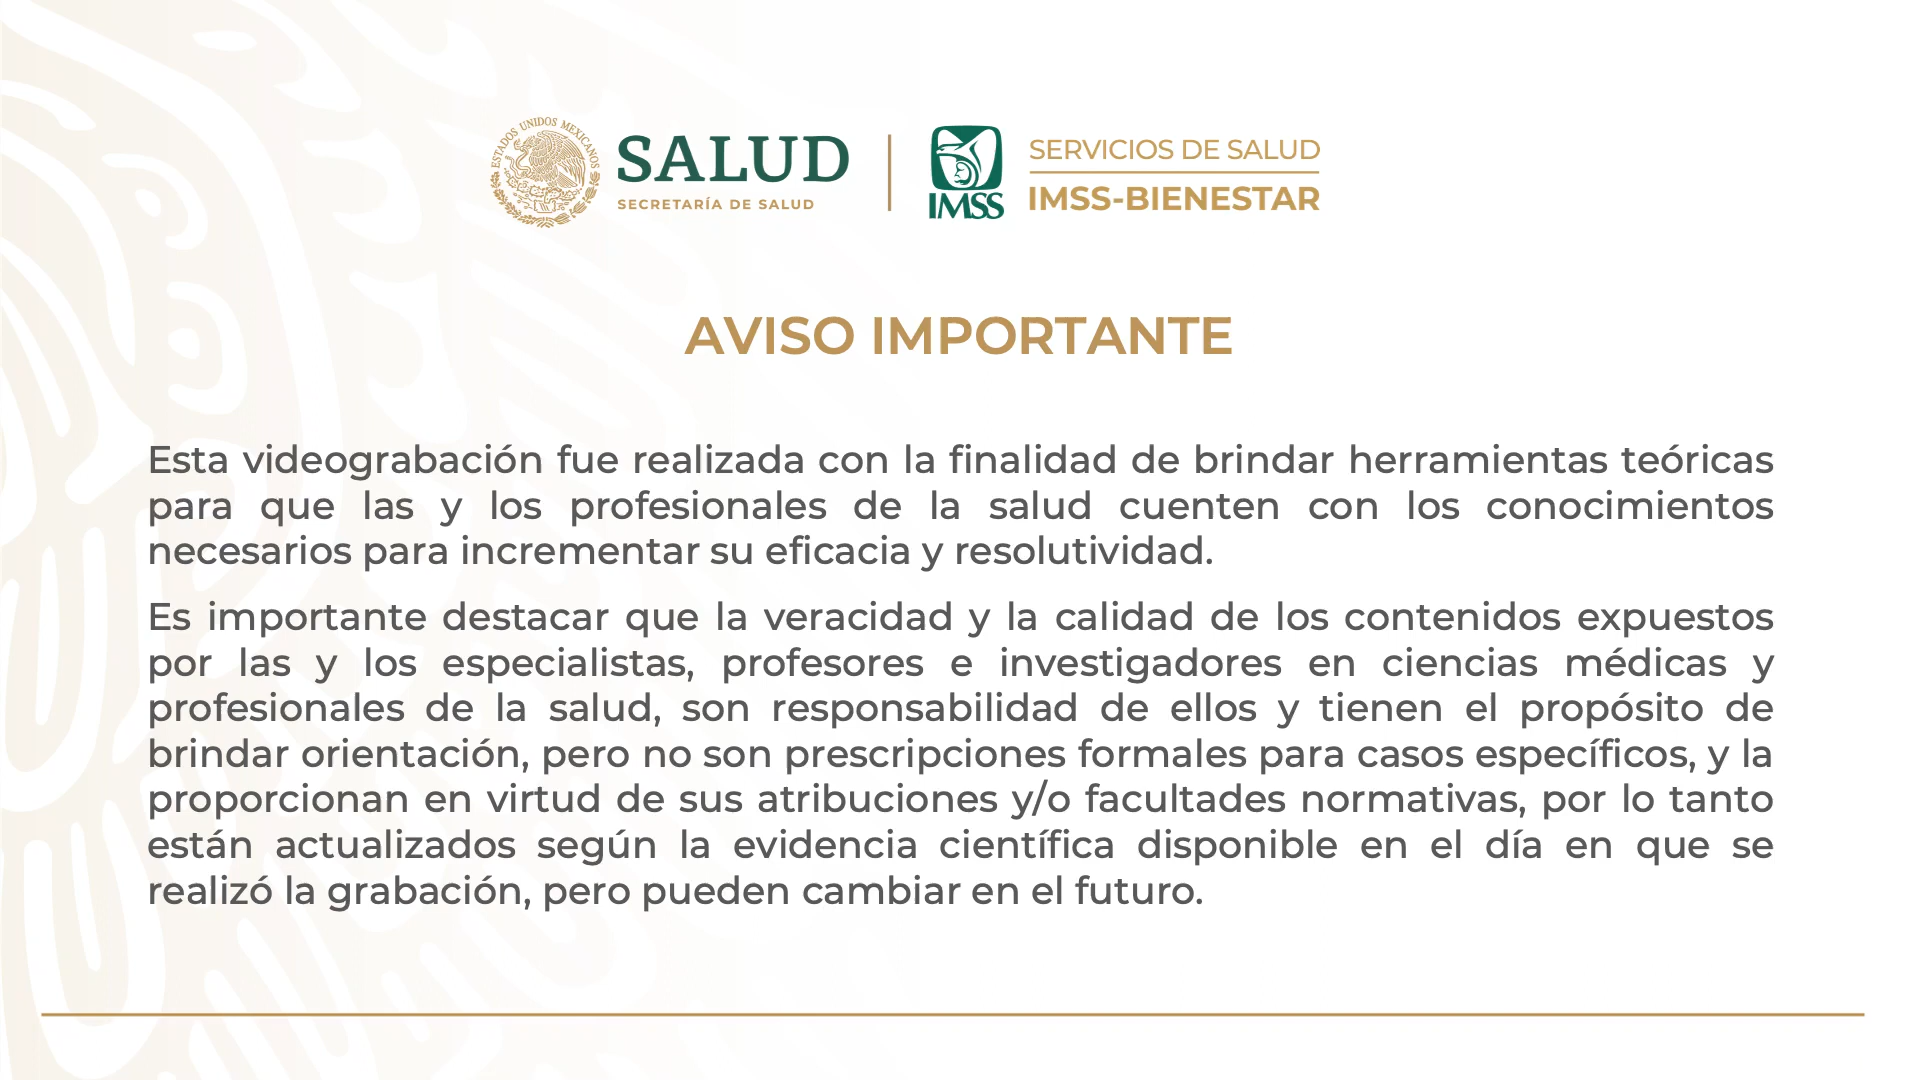 ESTADOS UNIDOS MEXICANOS
SALUD
SECRETARÍA DE SALUD
IMSS
SERVICIOS DE SALUD
IMSS-BIENESTAR
AVISO IMPORTANTE
Esta videograbación fue realizada con la finalidad de brindar herramientas teóricas
para que las y los profesionales de la salud cuenten con los conocimientos
necesarios para incrementar su eficacia y resolutividad.
Es importante destacar que la veracidad y la calidad de los contenidos expuestos
por las y los especialistas, profesores e investigadores en ciencias médicas y
profesionales de la salud, son responsabilidad de ellos y tienen el propósito de
brindar orientación, pero no son prescripciones formales para casos específicos, y la
proporcionan en virtud de sus atribuciones y/o facultades normativas, por lo tanto
están actualizados según la evidencia científica disponible en el día en que se
realizó la grabación, pero pueden cambiar en el futuro.